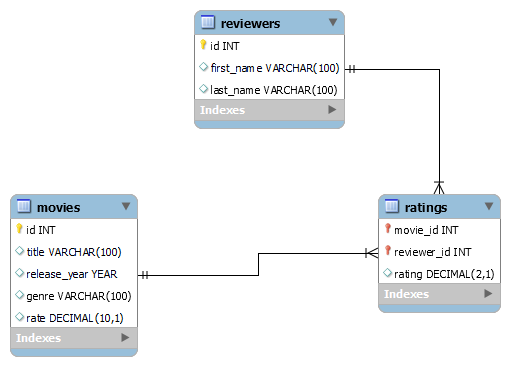 reviewers
id INT
first_name VARCHAR(100)
last_name VARCHAR(100)
Indexes
movies
id INT
title VARCHAR(100)
release_year YEAR
genre VARCHAR(100)
rate DECIMAL(10,1)
Indexes
ratings
movie_id INT
reviewer_id INT
rating DECIMAL(2,1)
Indexes